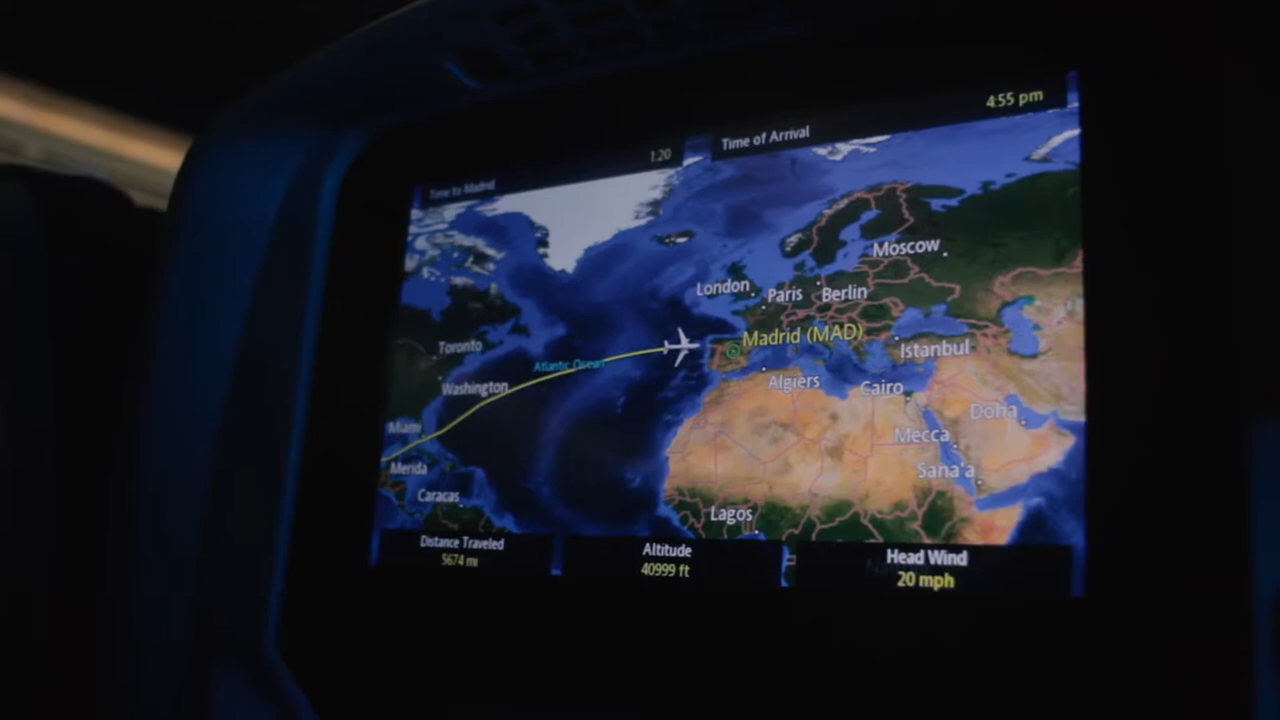 4:55 pm
Time of Arrival
1:20
Time to Madrid
Moscow
London
Paris
Berlin
Madrid (MAD)
Toronto
Istanbul
Atlantic Ocean
Algiers
Washington
Cairo
Doha
Miami
Mecca
Merida
Sana'a
Caracas
Lagos
Distance Traveled
5674 mi
Altitude
40999 ft
Head Wind
20 mph